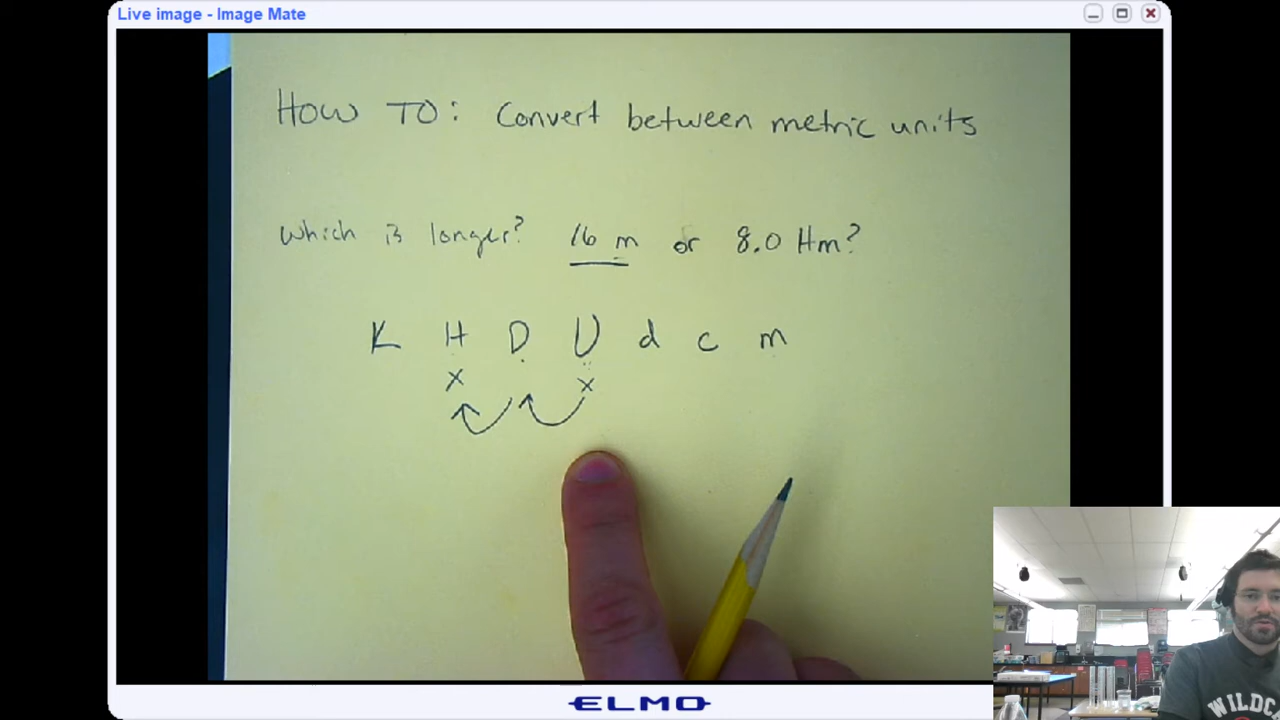 Live image - Image Mate
How To: Convert between metric units
Which is longer? 16 m or 8.0 Hm?
K H D U d c m
x x
ELMO